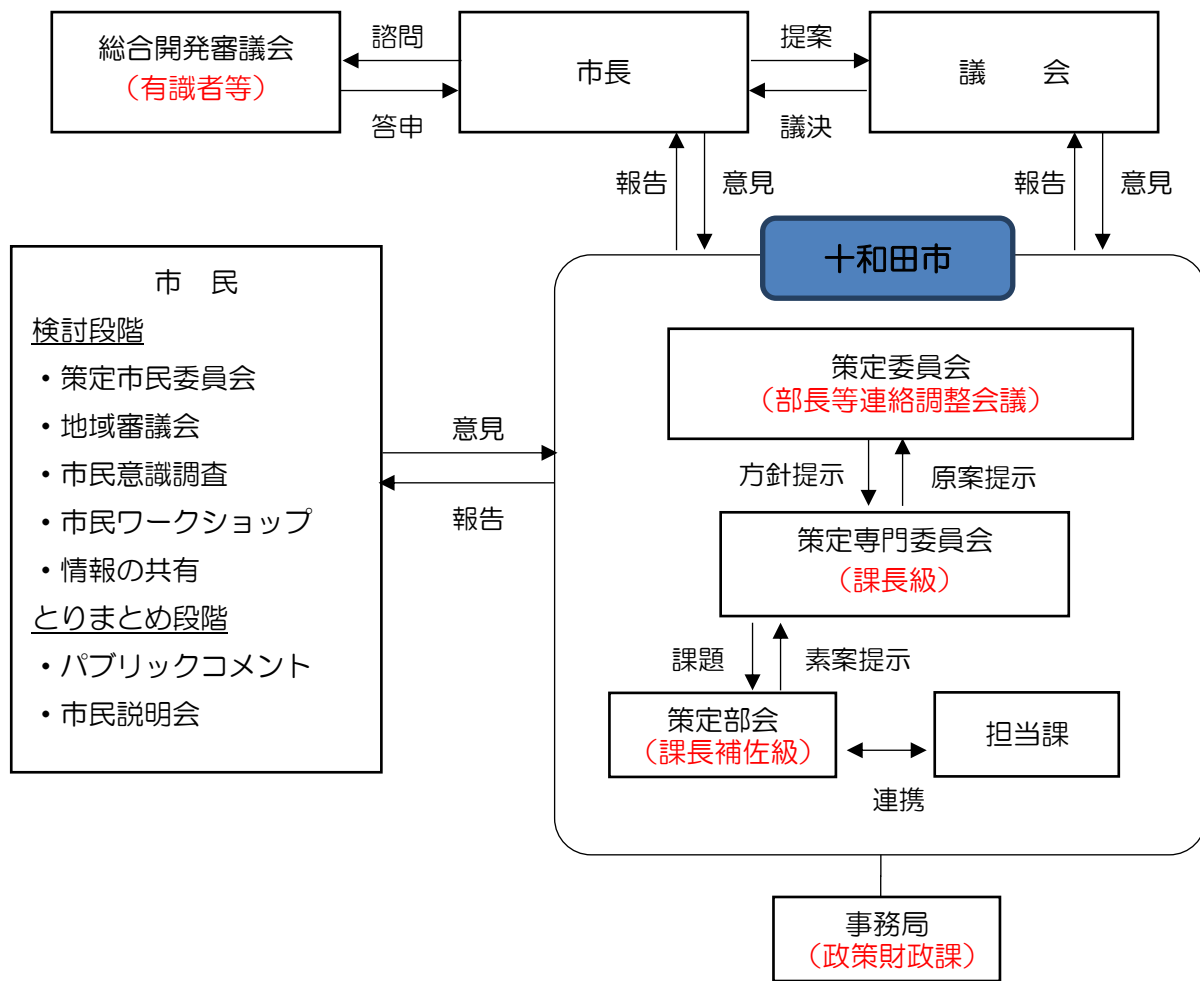 総合開発審議会
(有識者等)
諮問
答申
市長
提案
議決
議　会
報告
意見
報告
意見
十和田市
市　民
検討段階
・策定市民委員会
・地域審議会
・市民意識調査
・市民ワークショップ
・情報の共有
とりまとめ段階
・パブリックコメント
・市民説明会
意見
報告
策定委員会
(部長等連絡調整会議)
方針提示
原案提示
策定専門委員会
(課長級)
課題
素案提示
策定部会
(課長補佐級)
担当課
連携
事務局
(政策財政課)